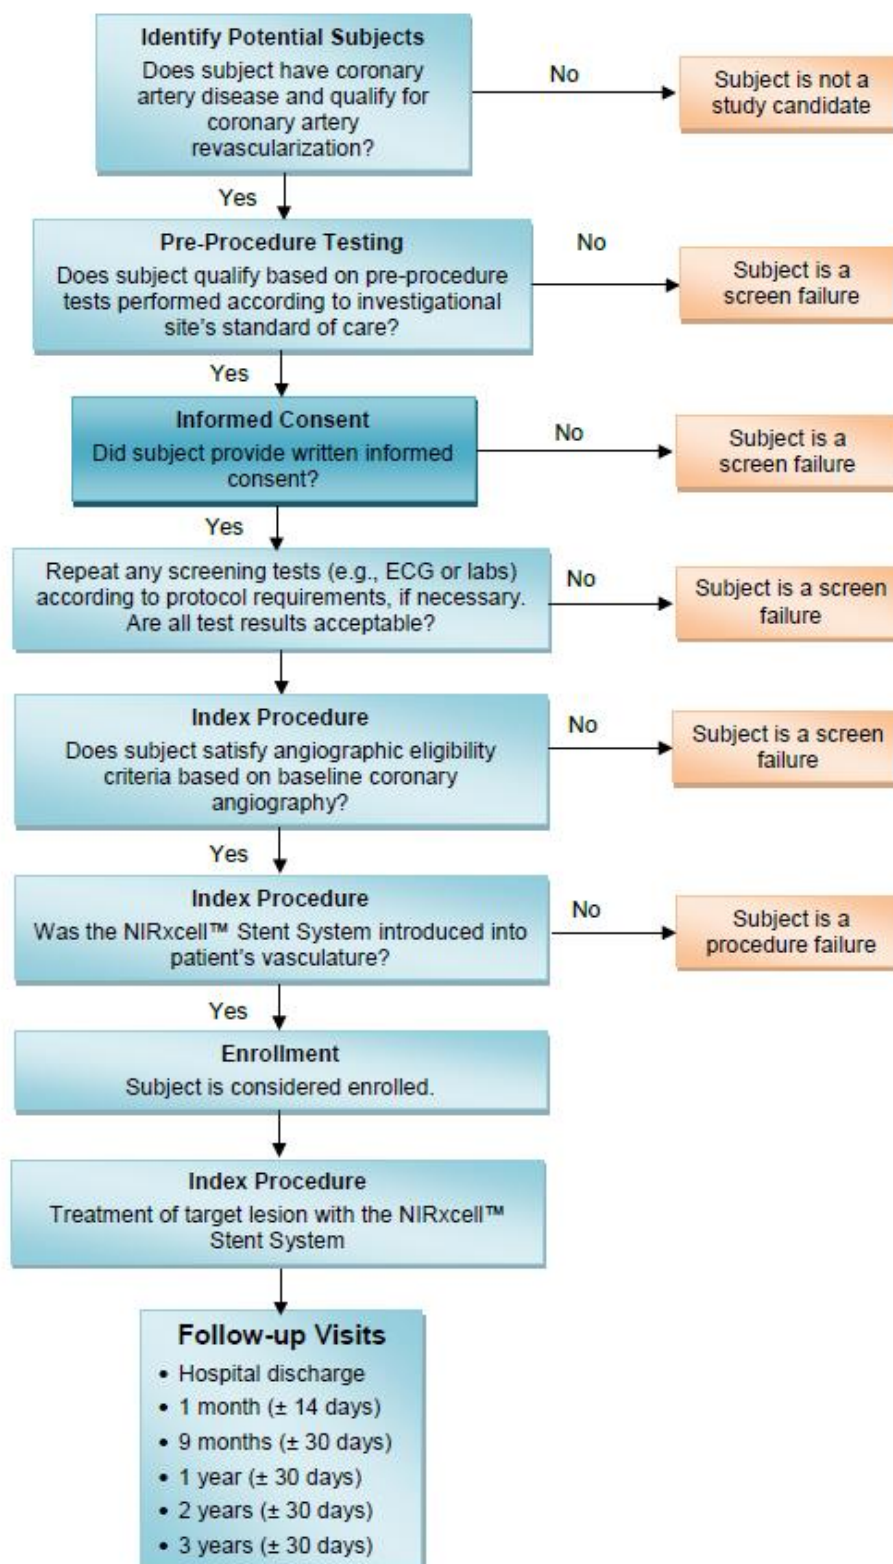 Identify Potential Subjects
Does subject have coronary
artery disease and qualify for
coronary artery
revascularization?
No
Subject is not a
study candidate
Yes
Pre-Procedure Testing
Does subject qualify based on pre-procedure
tests performed according to investigational
site's standard of care?
No
Subject is a
screen failure
Yes
Informed Consent
Did subject provide written informed
consent?
No
Subject is a
screen failure
Yes
Repeat any screening tests (e.g., ECG or labs)
according to protocol requirements, if necessary.
Are all test results acceptable?
No
Subject is a screen
failure
Index Procedure
Does subject satisfy angiographic eligibility
criteria based on baseline coronary
angiography?
No
Subject is a screen
failure
Yes
Index Procedure
Was the NIRxcell™ Stent System introduced into
patient's vasculature?
No
Subject is a
procedure failure
Yes
Enrollment
Subject is considered enrolled.
Index Procedure
Treatment of target lesion with the NIRxcell™
Stent System
Follow-up Visits
• Hospital discharge
• 1 month (± 14 days)
• 9 months (± 30 days)
• 1 year (± 30 days)
• 2 years (± 30 days)
• 3 years (± 30 days)